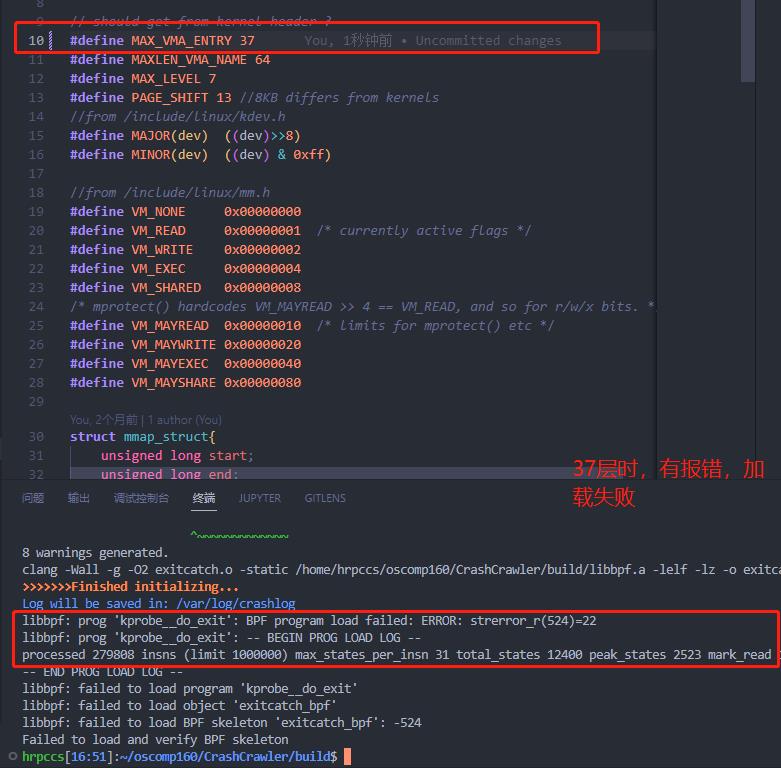 8
// should get from kernel header ?
10 #define MAX_VMA_ENTRY 37 You, 1秒钟前 • Uncommitted changes
11 #define MAXLEN_VMA_NAME 64
12 #define MAX_LEVEL 7
13 #define PAGE_SHIFT 13 //8KB differs from kernels
14 //from /include/linux/kdev.h
15 #define MAJOR(dev) ((dev)>>8)
16 #define MINOR(dev) ((dev) & 0xff)
17
18 //from /include/linux/mm.h
19 #define VM_NONE 0x00000000
20 #define VM_READ 0x00000001 /* currently active flags */
21 #define VM_WRITE 0x00000002
22 #define VM_EXEC 0x00000004
23 #define VM_SHARED 0x00000008
24 /* mprotect() hardcodes VM_MAYREAD >> 4 == VM_READ, and so for r/w/x bits. *
25 #define VM_MAYREAD 0x00000010 /* limits for mprotect() etc */
26 #define VM_MAYWRITE 0x00000020
27 #define VM_MAYEXEC 0x00000040
28 #define VM_MAYSHARE 0x00000080
29
You, 2个月前 | 1 author (You)
30 struct mmap_struct{
31 unsigned long start;
32 unsigned long end;
37层时，有报错，加
载失败
问题 输出 调试控制台 终端 JUPYTER GITLENS
^~~~~~~~~~~~~~
8 warnings generated.
clang -Wall -g -O2 exitcatch.o -static /home/hrpccs/oscomp160/CrashCrawler/build/libbpf.a -lelf -lz -o exitca
>>>>>>>Finished initializing...
Log will be saved in: /var/log/crashlog
libbpf: prog 'kprobe__do_exit': BPF program load failed: ERROR: strerror_r(524)=22
libbpf: prog 'kprobe__do_exit': -- BEGIN PROG LOAD LOG --
processed 279808 insns (limit 1000000) max_states_per_insn 31 total_states 12400 peak_states 2523 mark_read
-- END PROG LOAD LOG --
libbpf: failed to load program 'kprobe__do_exit'
libbpf: failed to load object 'exitcatch_bpf'
libbpf: failed to load BPF skeleton 'exitcatch_bpf': -524
Failed to load and verify BPF skeleton
hrpccs[16:51]:~/oscomp160/CrashCrawler/build$